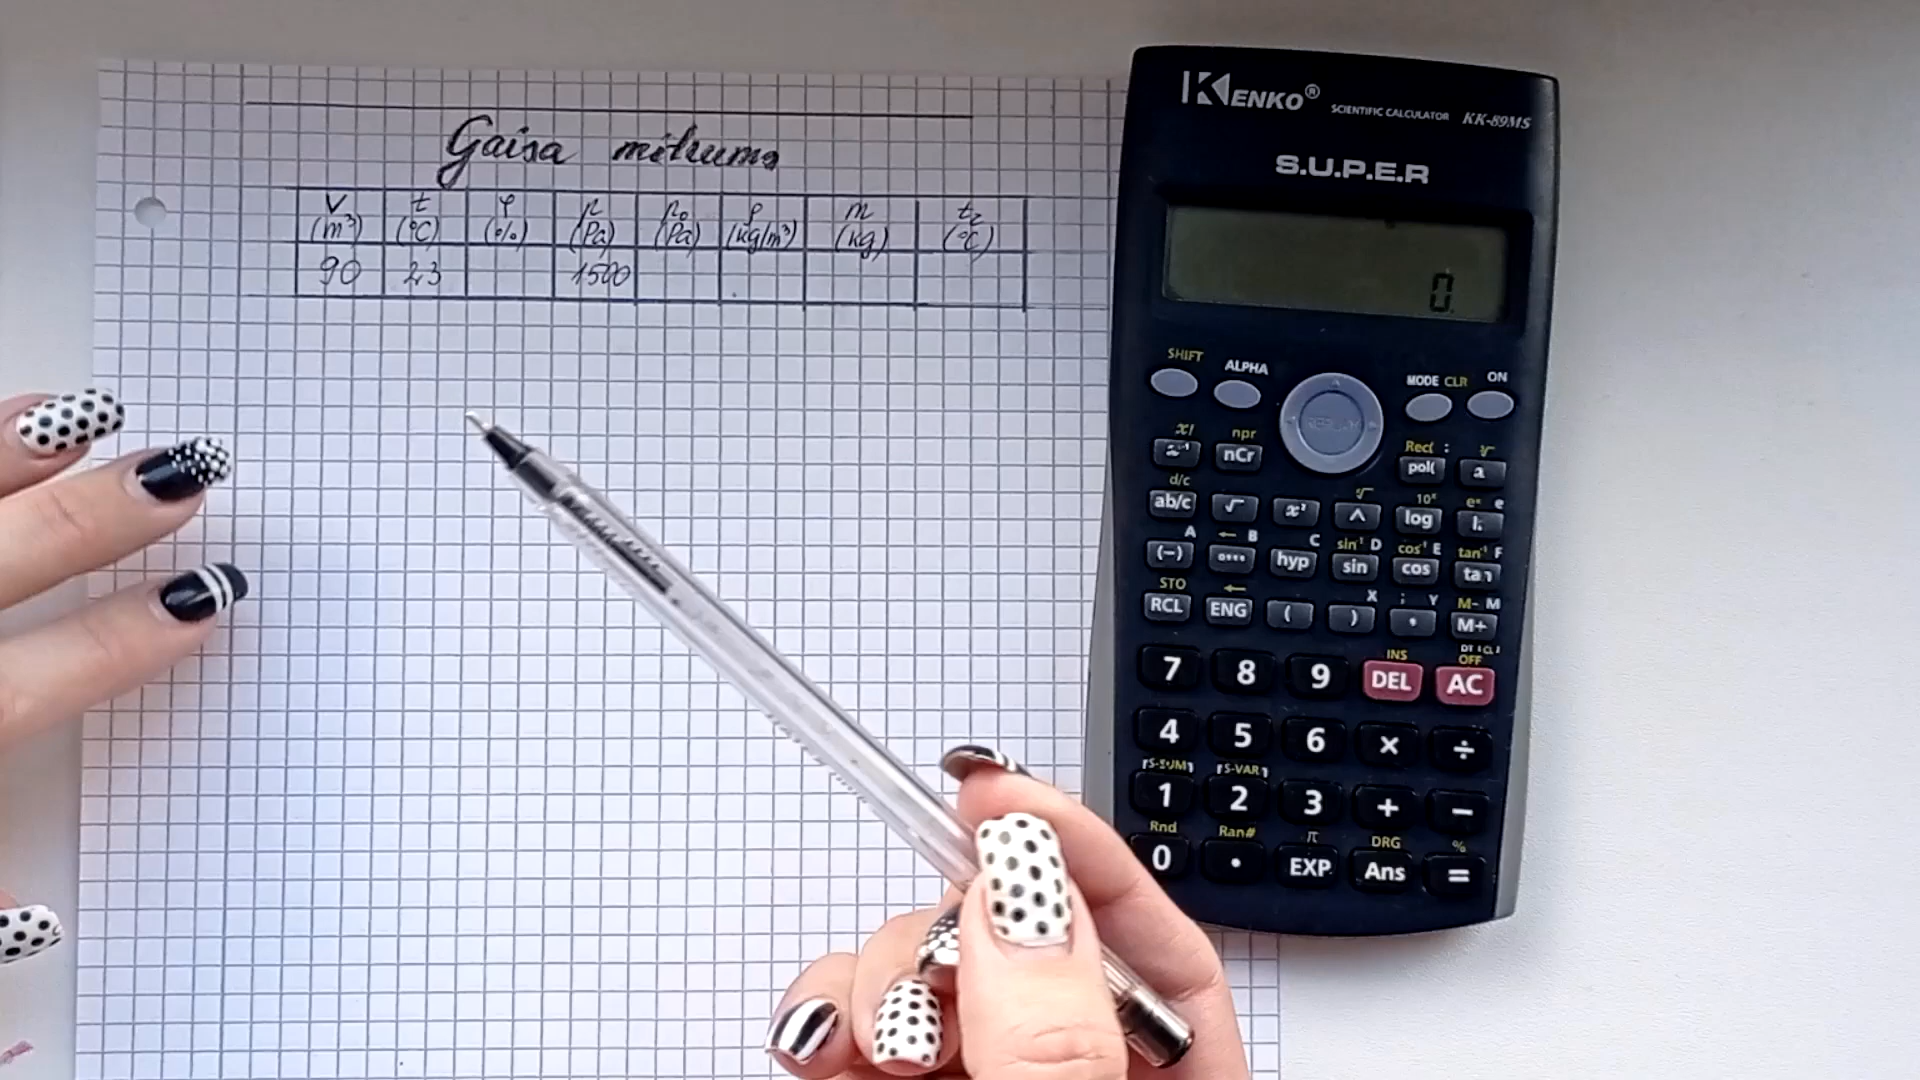 Gaisa mitrums
V t φ p p₀ ρ m t₂
(m³) (°C) (%) (Pa) (Pa) (kg/m³) (kg) (°C)
90 23 1500
KENKO® SCIENTIFIC CALCULATOR KK-89MS
S.U.P.E.R
0.
SHIFT ALPHA MODE CLR ON
REPLAY
x! npr Rec( :
x⁻¹ nCr pol(
d/c 10ˣ eˣ e
ab/c √ x² ^ log
A ← B C sin⁻¹ D cos⁻¹ E tan⁻¹ F
(−) °'" hyp sin cos tan
STO ← X ; Y M- M
RCL ENG ( ) , M+
INS OFF
7 8 9 DEL AC
4 5 6 × ÷
S-SUM S-VAR
1 2 3 + −
Rnd Ran# π DRG %
0 . EXP Ans =